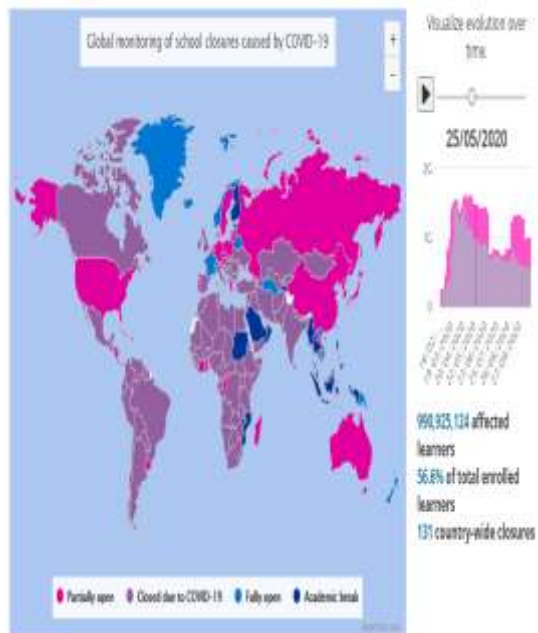 Global monitoring of school closures caused by COVID-19
+
-
Visualize evolution over
time.
25/05/2020
0
990,925,124 affected
learners
56.6% of total enrolled
learners
131 country-wide closures
Partially open
Closed due to COVID-19
Fully open
Academic break